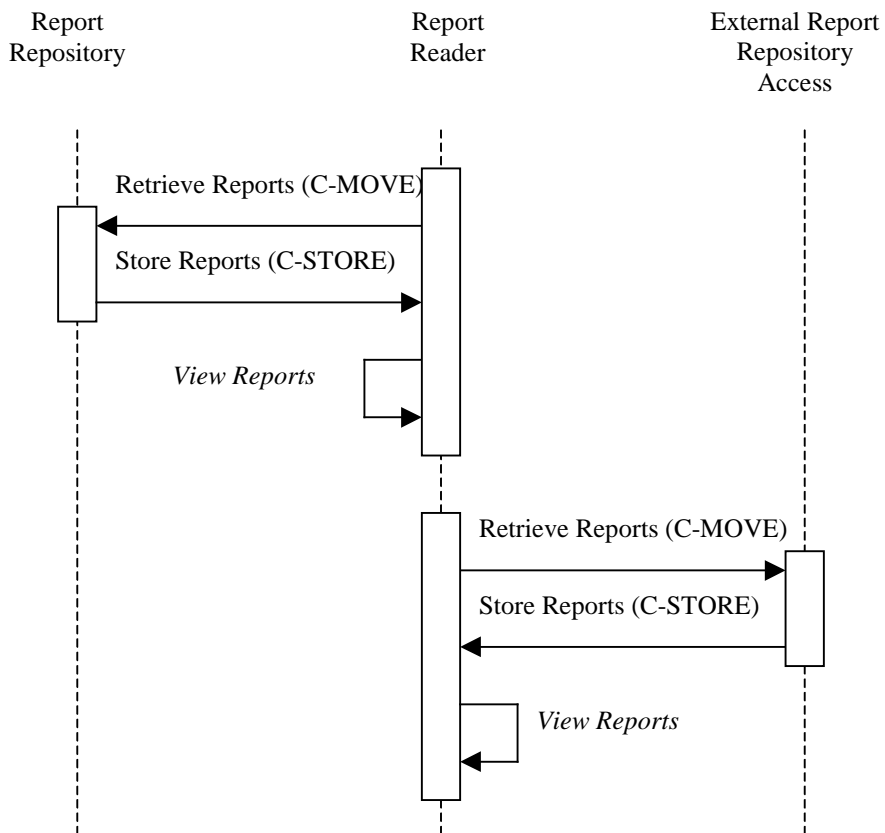 Report
Repository
Report
Reader
External Report
Repository
Access
Retrieve Reports (C-MOVE)
Store Reports (C-STORE)
View Reports
Retrieve Reports (C-MOVE)
Store Reports (C-STORE)
View Reports